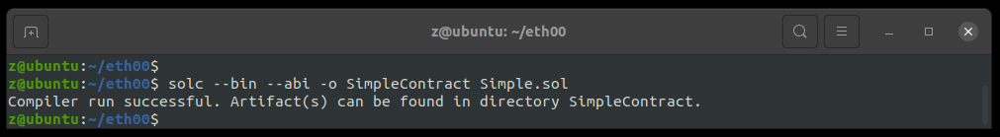 z@ubuntu: ~/eth00
z@ubuntu:~/eth00$
z@ubuntu:~/eth00$ solc --bin --abi -o SimpleContract Simple.sol
Compiler run successful. Artifact(s) can be found in directory SimpleContract.
z@ubuntu:~/eth00$